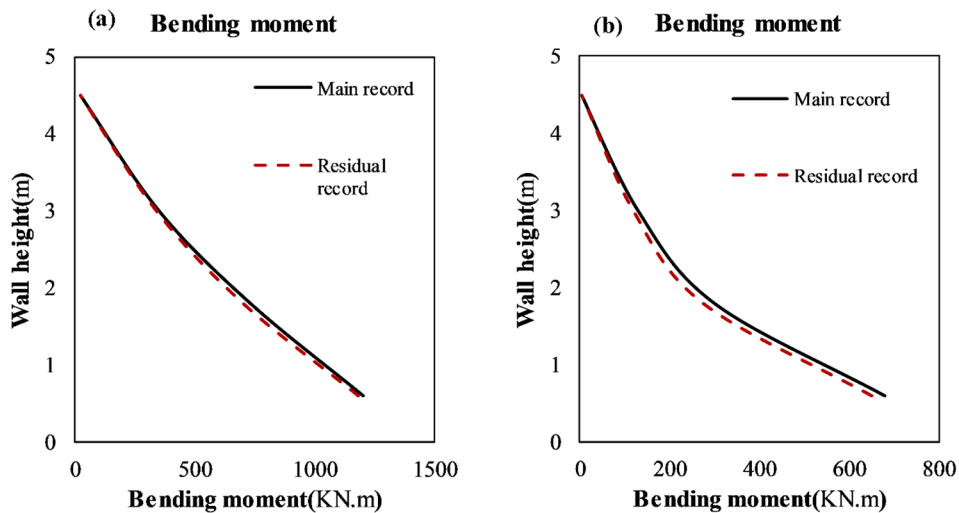 (a)
Bending moment
5
4
3
2
1
0
Wall height(m)
Main record
Residual
record
0
500
1000
1500
Bending moment(KN.m)
(b)
Bending moment
5
4
3
2
1
0
Wall height(m)
Main record
Residual record
0
200
400
600
800
Bending moment(KN.m)